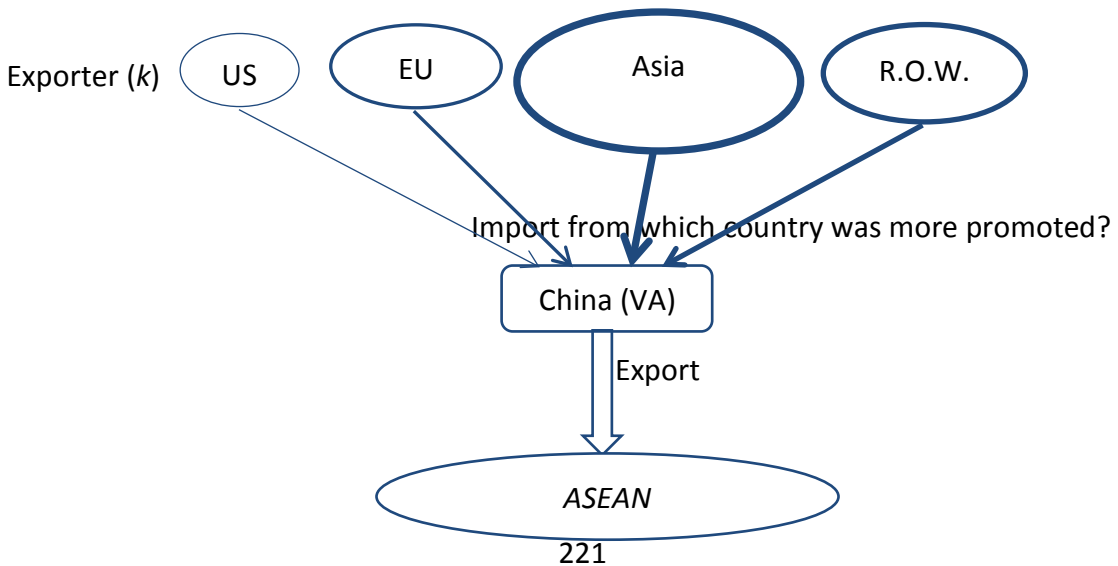 Exporter (k)
US
EU
Asia
R.O.W.
Import from which country was more promoted?
China (VA)
Export
ASEAN
221